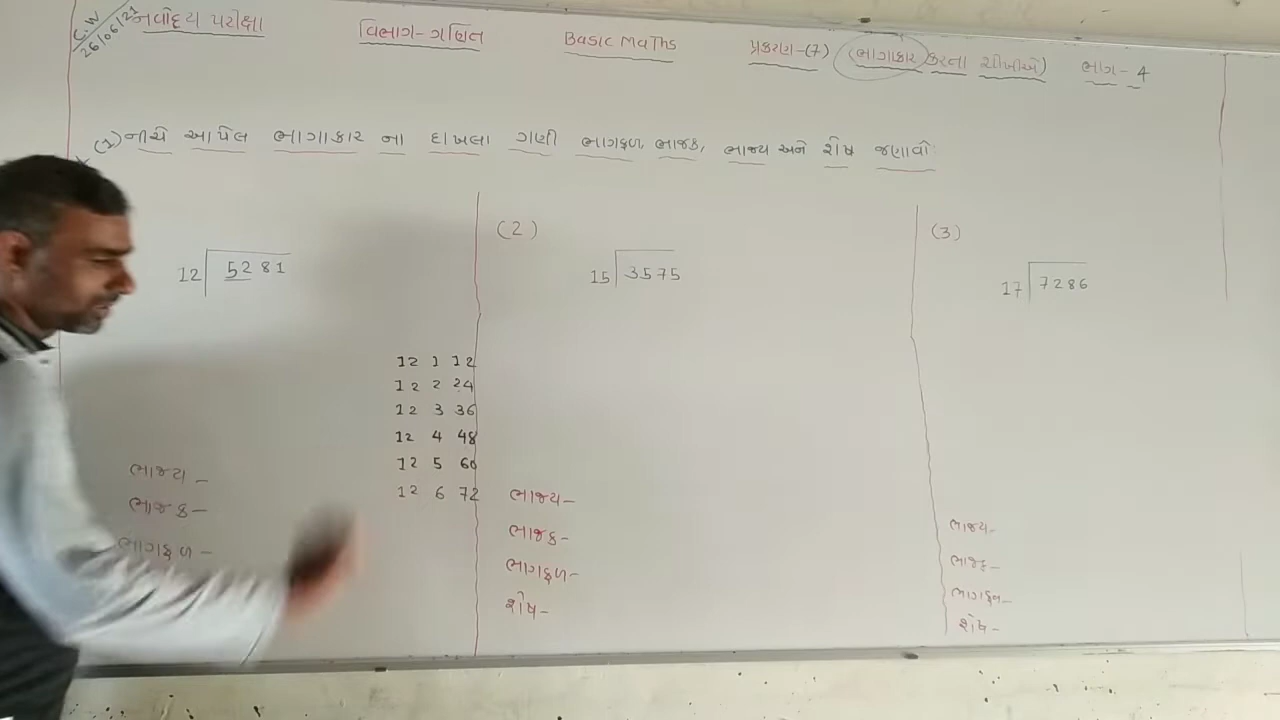 C.W
26/06/21
નવોદય પરીક્ષા વિભાગ-ગણિત Basic Maths પ્રકરણ-(7) (ભાગાકાર કરતા શીખીએ) ભાગ-4
(1) નીચે આપેલ ભાગાકાર ના દાખલા ગણી ભાગફળ, ભાજક, ભાજ્ય અને શેષ જણાવો
12 5281
12 1 12
12 2 24
12 3 36
12 4 48
12 5 60
12 6 72
ભાજ્ય -
ભાજક -
ભાગફળ -
(2)
15 3575
ભાજ્ય -
ભાજક -
ભાગફળ -
શેષ -
(3)
17 7286
ભાજ્ય -
ભાજક -
ભાગફળ -
શેષ -